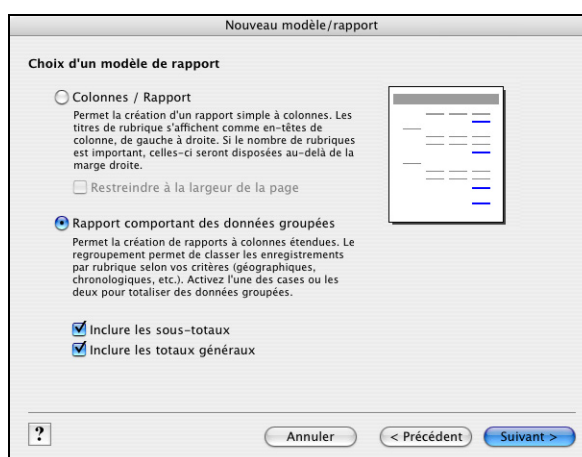 Nouveau modèle/rapport
Choix d'un modèle de rapport
Colonnes / Rapport
Permet la création d'un rapport simple à colonnes. Les
titres de rubrique s'affichent comme en-têtes de
colonne, de gauche à droite. Si le nombre de rubriques
est important, celles-ci seront disposées au-delà de la
marge droite.
Restreindre à la largeur de la page
Rapport comportant des données groupées
Permet la création de rapports à colonnes étendues. Le
regroupement permet de classer les enregistrements
par rubrique selon vos critères (géographiques,
chronologiques, etc.). Activez l'une des cases ou les
deux pour totaliser des données groupées.
Inclure les sous-totaux
Inclure les totaux généraux
?
Annuler
< Précédent
Suivant >